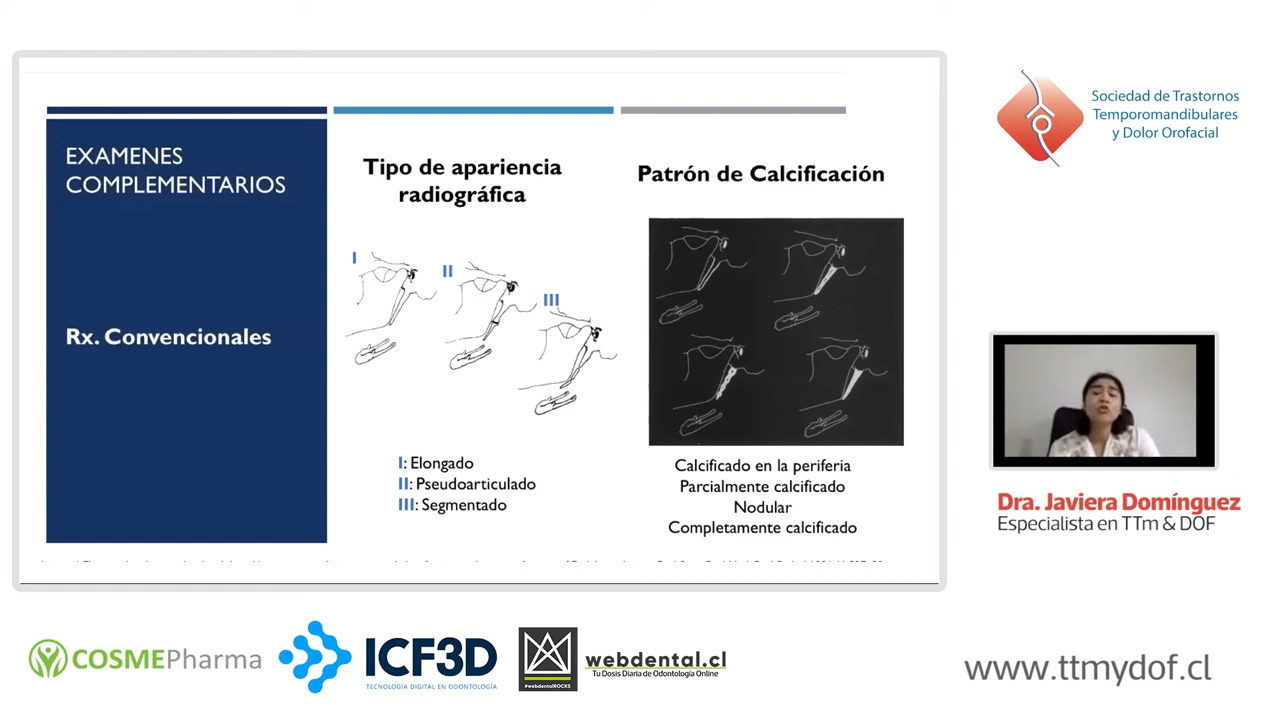 EXAMENES
COMPLEMENTARIOS
Rx. Convencionales
Tipo de apariencia
radiográfica
I
II
III
I: Elongado
II: Pseudoarticulado
III: Segmentado
Patrón de Calcificación
Calcificado en la periferia
Parcialmente calcificado
Nodular
Completamente calcificado
Sociedad de Trastornos
Temporomandibulares
y Dolor Orofacial
Dra. Javiera Domínguez
Especialista en TTm & DOF
COSMEPharma
ICF3D
TECNOLOGÍA DIGITAL EN ODONTOLOGÍA
#webdentalROCKS
webdental.cl
Tu Dosis Diaria de Odontología Online
www.ttmydof.cl